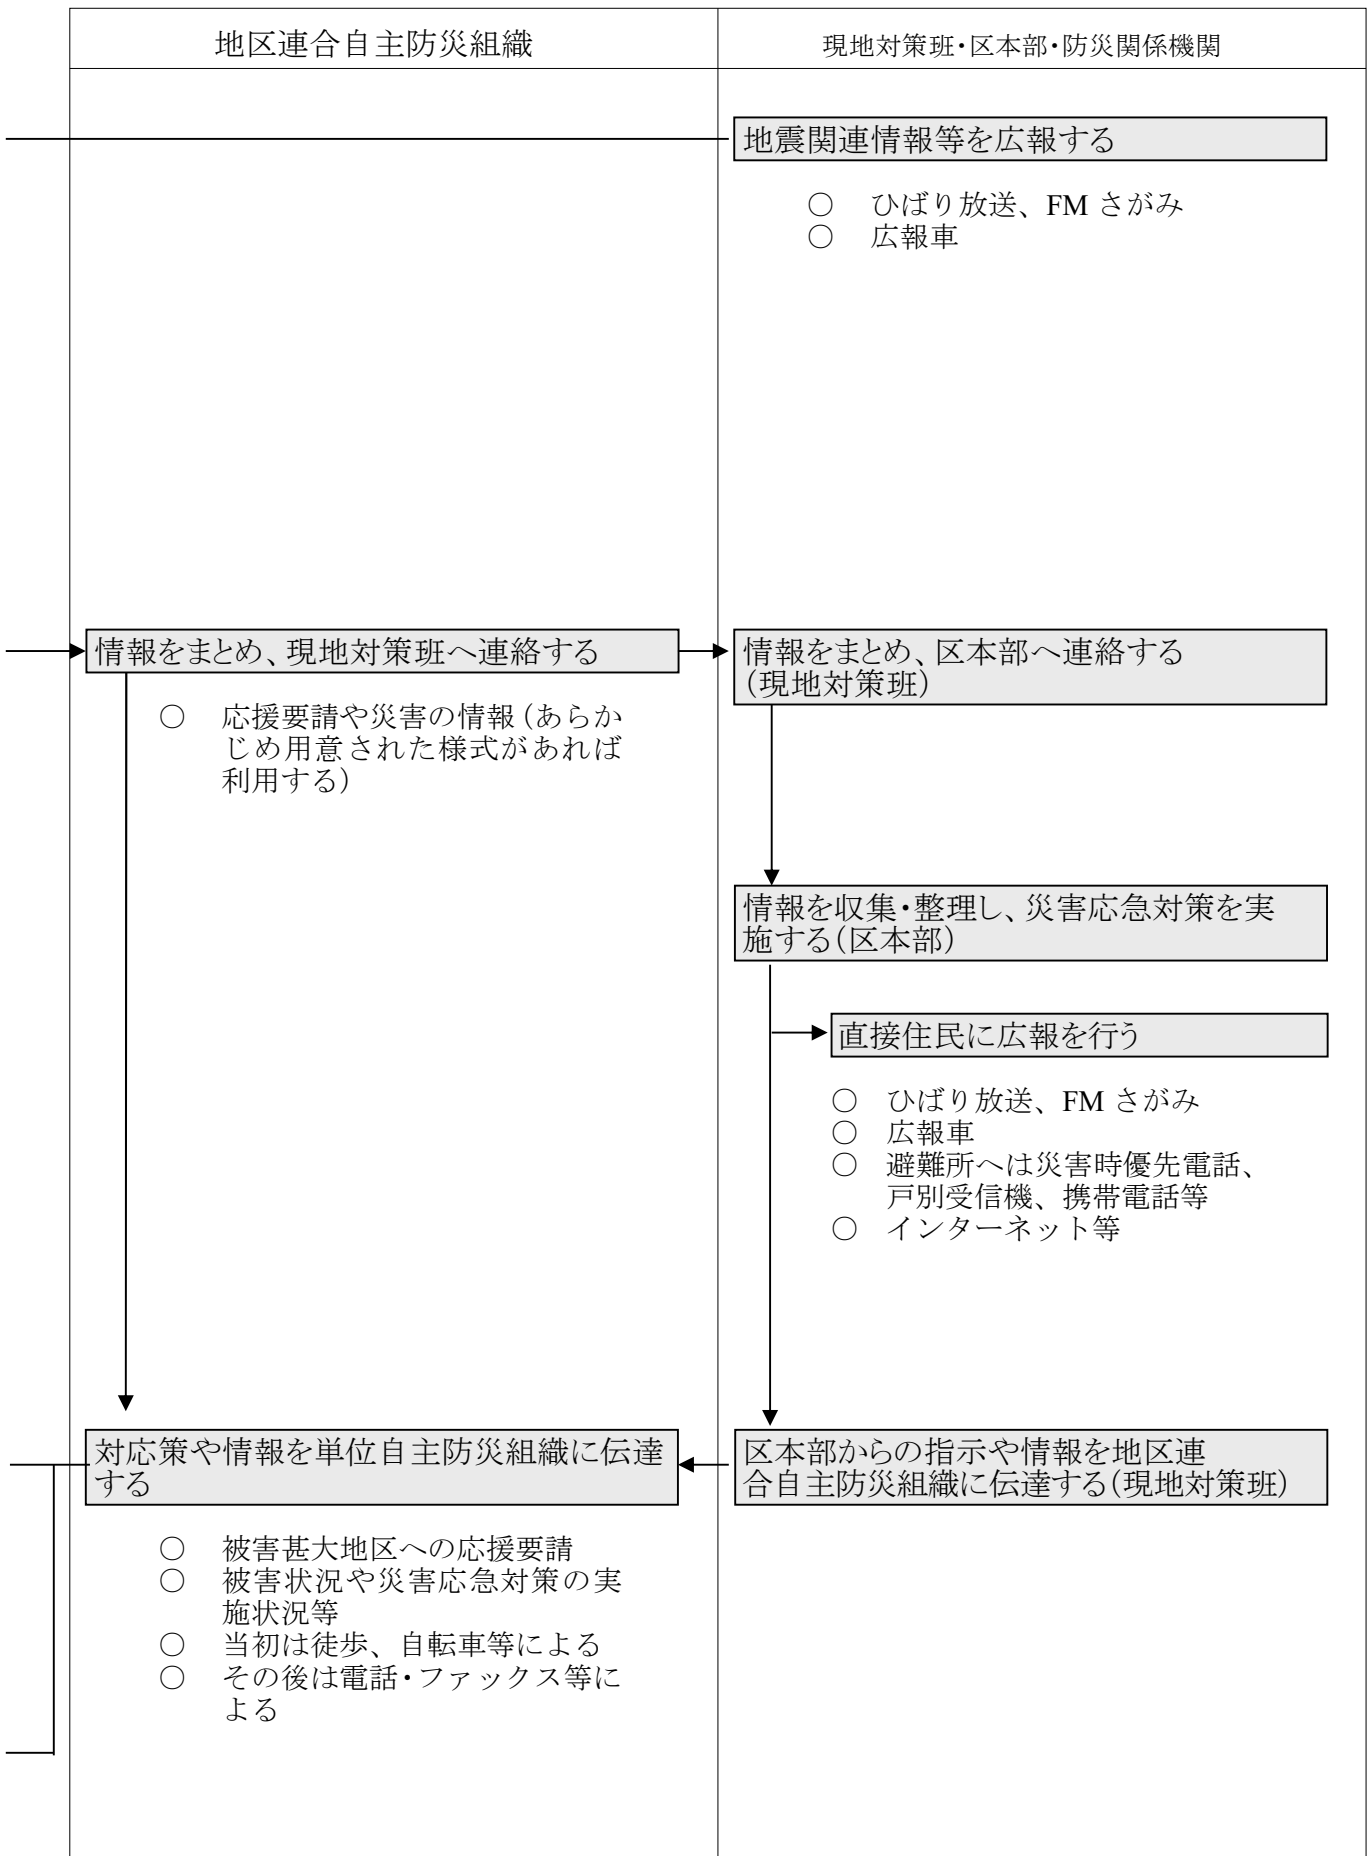 地区連合自主防災組織
現地対策班・区本部・防災関係機関
地震関連情報等を広報する
○ ひばり放送、FM さがみ
○ 広報車
情報をまとめ、現地対策班へ連絡する
○ 応援要請や災害の情報（あらか
じめ用意された様式があれば
利用する）
情報をまとめ、区本部へ連絡する
（現地対策班）
情報を収集・整理し、災害応急対策を実
施する（区本部）
直接住民に広報を行う
○ ひばり放送、FM さがみ
○ 広報車
○ 避難所へは災害時優先電話、
戸別受信機、携帯電話等
○ インターネット等
区本部からの指示や情報を地区連
合自主防災組織に伝達する（現地対策班）
対応策や情報を単位自主防災組織に伝達
する
○ 被害甚大地区への応援要請
○ 被害状況や災害応急対策の実
施状況等
○ 当初は徒歩、自転車等による
○ その後は電話・ファックス等に
よる